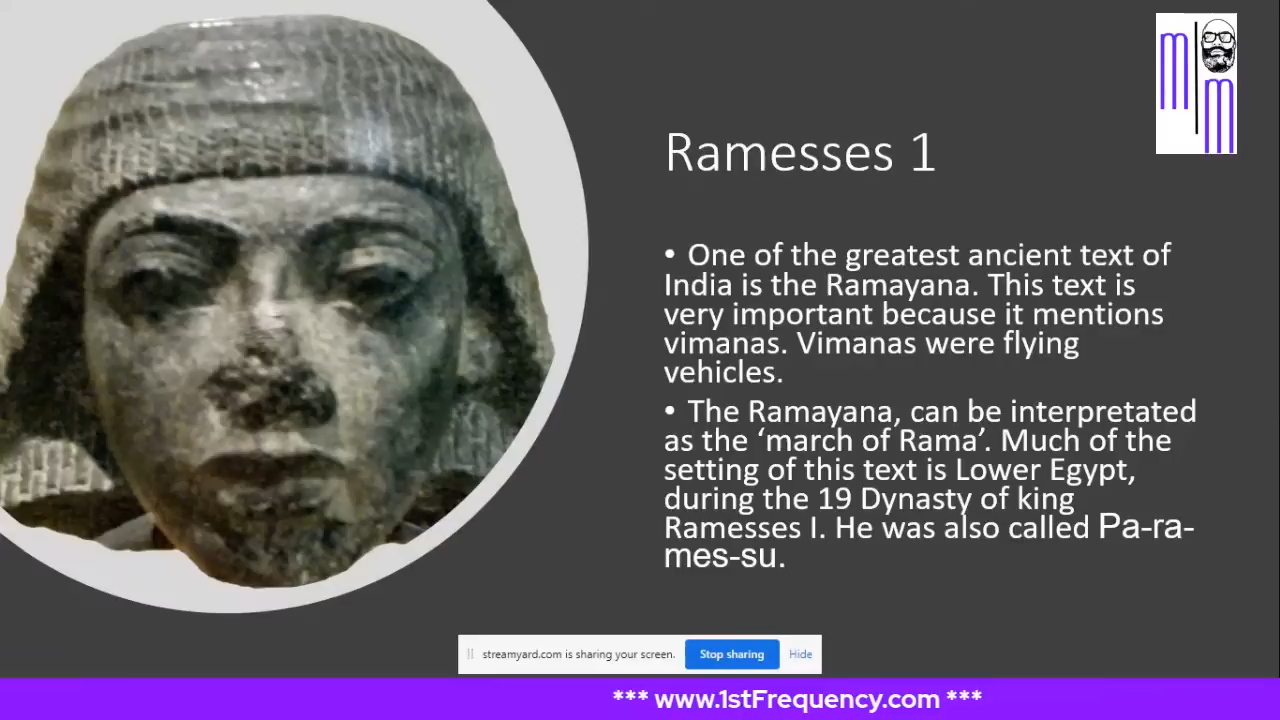 Ramesses 1
• One of the greatest ancient text of
India is the Ramayana. This text is
very important because it mentions
vimanas. Vimanas were flying
vehicles.
• The Ramayana, can be interpretated
as the ‘march of Rama’. Much of the
setting of this text is Lower Egypt,
during the 19 Dynasty of king
Ramesses I. He was also called Pa-ra-
mes-su.
streamyard.com is sharing your screen. Stop sharing Hide
*** www.1stFrequency.com ***